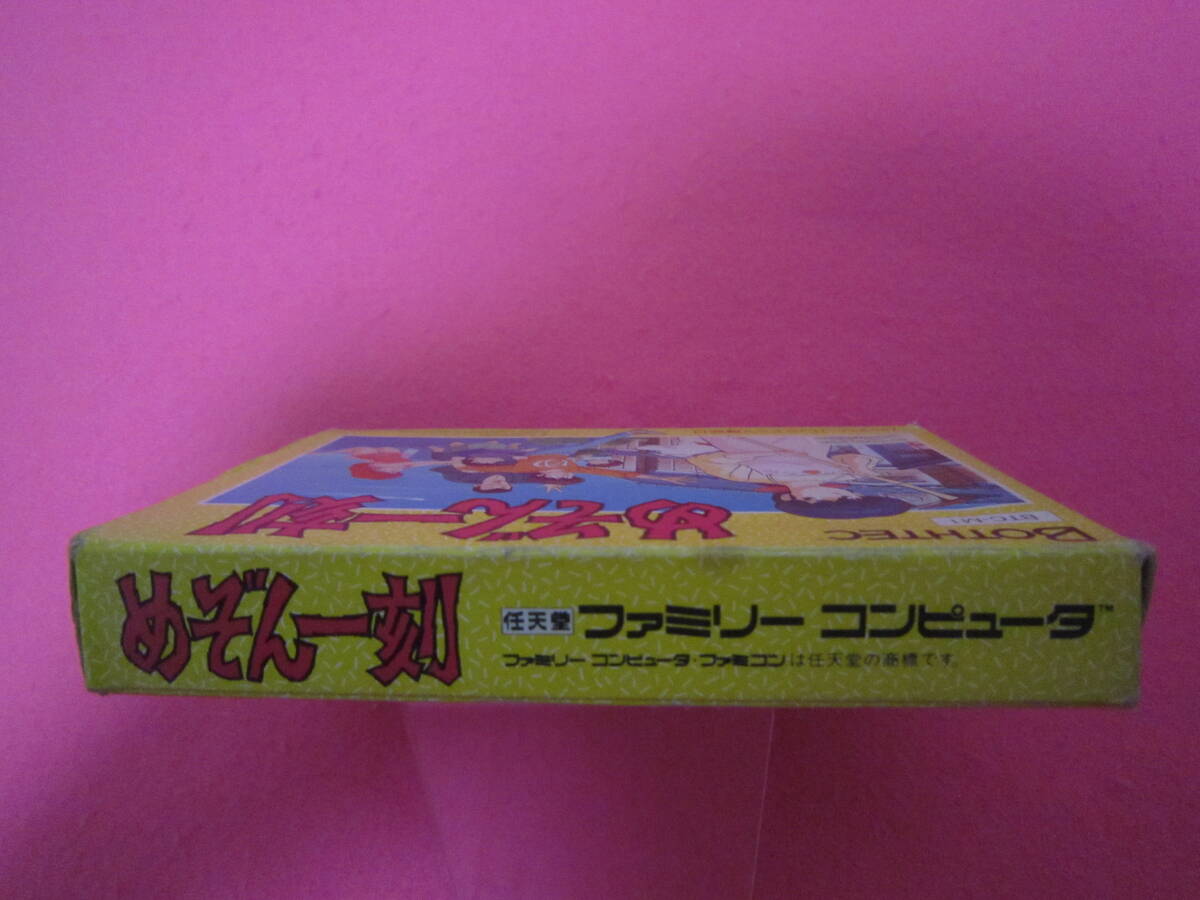 めぞん一刻
BOTHTEC
めぞん一刻
任天堂 ファミリー コンピュータ™
ファミリー コンピュータ・ファミコンは任天堂の商標です。